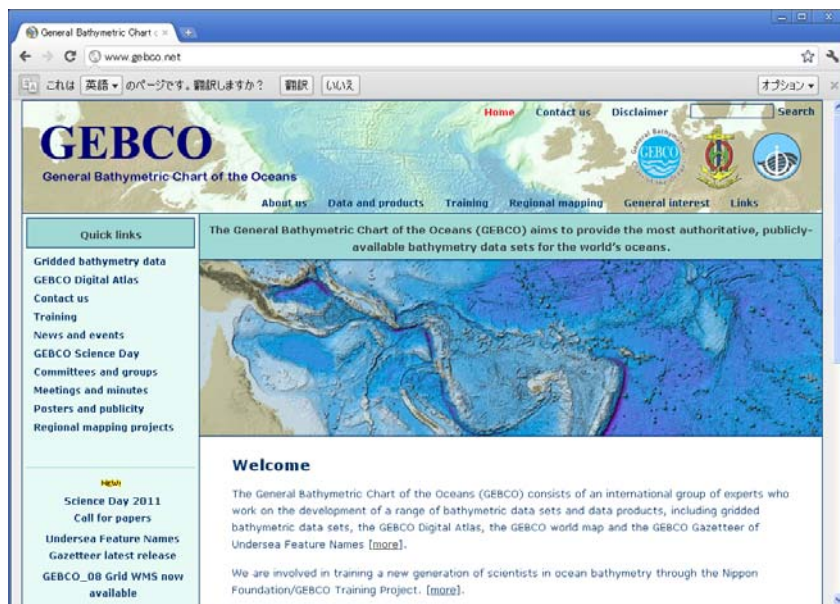 General Bathymetric Chart o
www.gebco.net
これは 英語 のページです。翻訳しますか？ 翻訳 いいえ オプション
Home Contact us Disclaimer Search
GEBCO
General Bathymetric Chart of the Oceans
GEBCO
About us Data and products Training Regional mapping General interest Links
Quick links
Gridded bathymetry data
GEBCO Digital Atlas
Contact us
Training
News and events
GEBCO Science Day
Committees and groups
Meetings and minutes
Posters and publicity
Regional mapping projects
NEW!
Science Day 2011
Call for papers
Undersea Feature Names
Gazetteer latest release
GEBCO_08 Grid WMS now
available
The General Bathymetric Chart of the Oceans (GEBCO) aims to provide the most authoritative, publicly-
available bathymetry data sets for the world's oceans.
Welcome
The General Bathymetric Chart of the Oceans (GEBCO) consists of an international group of experts who
work on the development of a range of bathymetric data sets and data products, including gridded
bathymetric data sets, the GEBCO Digital Atlas, the GEBCO world map and the GEBCO Gazetteer of
Undersea Feature Names [more].
We are involved in training a new generation of scientists in ocean bathymetry through the Nippon
Foundation/GEBCO Training Project. [more].